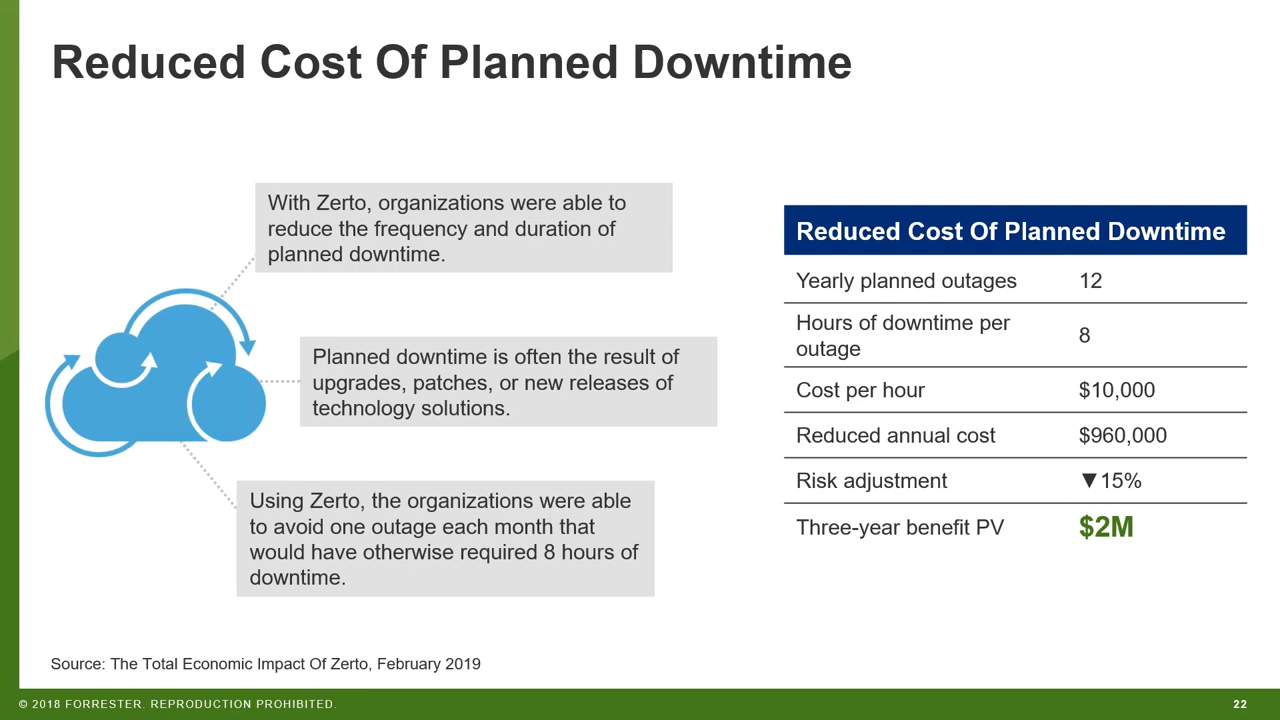 Reduced Cost Of Planned Downtime
With Zerto, organizations were able to
reduce the frequency and duration of
planned downtime.
Planned downtime is often the result of
upgrades, patches, or new releases of
technology solutions.
Using Zerto, the organizations were able
to avoid one outage each month that
would have otherwise required 8 hours of
downtime.
Reduced Cost Of Planned Downtime
Yearly planned outages 12
Hours of downtime per
outage 8
Cost per hour $10,000
Reduced annual cost $960,000
Risk adjustment ▼15%
Three-year benefit PV $2M
Source: The Total Economic Impact Of Zerto, February 2019
© 2018 FORRESTER. REPRODUCTION PROHIBITED. 22